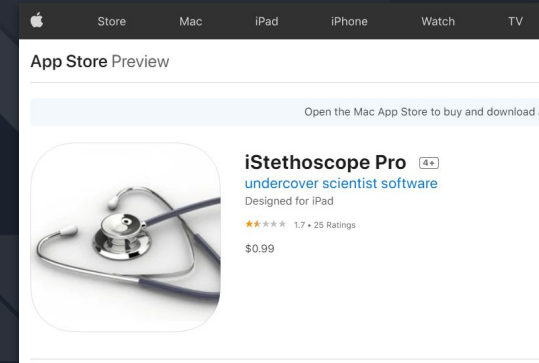 Store Mac iPad iPhone Watch TV
App Store Preview
Open the Mac App Store to buy and download
iStethoscope Pro 4+
undercover scientist software
Designed for iPad
1.7 • 25 Ratings
$0.99